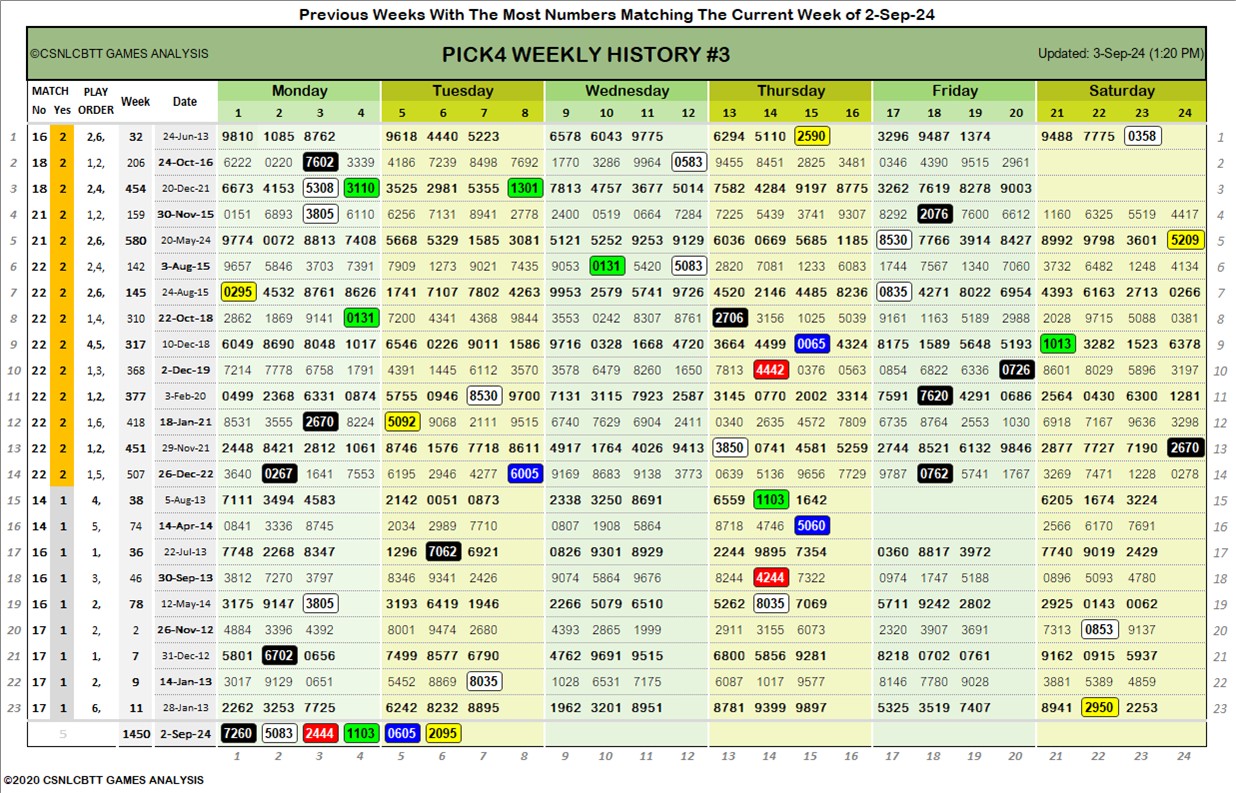 Previous Weeks With The Most Numbers Matching The Current Week of 2-Sep-24
©CSNLCBTT GAMES ANALYSIS PICK4 WEEKLY HISTORY #3 Updated: 3-Sep-24 (1:20 PM)
MATCH PLAY Week Date Monday Tuesday Wednesday Thursday Friday Saturday
No Yes ORDER 1 2 3 4 5 6 7 8 9 10 11 12 13 14 15 16 17 18 19 20 21 22 23 24
1 16 2 2,6, 32 24-Jun-13 9810 1085 8762 9618 4440 5223 6578 6043 9775 6294 5110 2590 3296 9487 1374 9488 7775 0358 1
2 18 2 1,2, 206 24-Oct-16 6222 0220 7602 3339 4186 7239 8498 7692 1770 3286 9964 0583 9455 8451 2825 3481 0346 4390 9515 2961 2
3 18 2 2,4, 454 20-Dec-21 6673 4153 5308 3110 3525 2981 5355 1301 7813 4757 3677 5014 7582 4284 9197 8775 3262 7619 8278 9003 3
4 21 2 1,2, 159 30-Nov-15 0151 6893 3805 6110 6256 7131 8941 2778 2400 0519 0664 7284 7225 5439 3741 9307 8292 2076 7600 6612 1160 6325 5519 4417 4
5 21 2 2,6, 580 20-May-24 9774 0072 8813 7408 5668 5329 1585 3081 5121 5252 9253 9129 6036 0669 5685 1185 8530 7766 3914 8427 8992 9798 3601 5209 5
6 22 2 2,4, 142 3-Aug-15 9657 5846 3703 7391 7909 1273 9021 7435 9053 0131 5420 5083 2820 7081 1233 6083 1744 7567 1340 7060 3732 6482 1248 4134 6
7 22 2 2,6, 145 24-Aug-15 0295 4532 8761 8626 1741 7107 7802 4263 9953 2579 5741 9726 4520 2146 4485 8236 0835 4271 8022 6954 4393 6163 2713 0266 7
8 22 2 1,4, 310 22-Oct-18 2862 1869 9141 0131 7200 4341 4368 9844 3553 0242 8307 8761 2706 3156 1025 5039 9161 1163 5189 2988 2028 9715 5088 0381 8
9 22 2 4,5, 317 10-Dec-18 6049 8690 8048 1017 6546 0226 9011 1586 9716 0328 1668 4720 3664 4499 0065 4324 8175 1589 5648 5193 1013 3282 1523 6378 9
10 22 2 1,3, 368 2-Dec-19 7214 7778 6758 1791 4391 1445 6112 3570 3578 6479 8260 1650 7813 4442 0376 0563 0854 6822 6336 0726 8601 8029 5896 3197 10
11 22 2 1,2, 377 3-Feb-20 0499 2368 6331 0874 5755 0946 8530 9700 7131 3115 7923 2587 3145 0770 2002 3314 7591 7620 4291 0686 2564 0430 6300 1281 11
12 22 2 1,6, 418 18-Jan-21 8531 3555 2670 8224 5092 9068 2111 9515 6740 7629 6904 2411 0340 2635 4572 7809 6735 8764 2553 1030 6918 7167 9636 3298 12
13 22 2 1,2, 451 29-Nov-21 2448 8421 2812 1061 8746 1576 7718 8611 4917 1764 4026 9413 3850 0741 4581 5259 2744 8521 6132 9846 2877 7727 7190 2670 13
14 22 2 1,5, 507 26-Dec-22 3640 0267 1641 7553 6195 2946 4277 6005 9169 8683 9138 3773 0639 5136 9656 7729 9787 0762 5741 1767 3269 7471 1228 0278 14
15 14 1 4, 38 5-Aug-13 7111 3494 4583 2142 0051 0873 2338 3250 8691 6559 1103 1642 6205 1674 3224 15
16 14 1 5, 74 14-Apr-14 0841 3336 8745 2034 2989 7710 0807 1908 5864 8718 4746 5060 2566 6170 7691 16
17 16 1 1, 36 22-Jul-13 7748 2268 8347 1296 7062 6921 0826 9301 8929 2244 9895 7354 0360 8817 3972 7740 9019 2429 17
18 16 1 3, 46 30-Sep-13 3812 7270 3797 8346 9341 2426 9074 5864 9676 8244 4244 7322 0974 1747 5188 0896 5093 4780 18
19 16 1 2, 78 12-May-14 3175 9147 3805 3193 6419 1946 2266 5079 6510 5262 8035 7069 5711 9242 2802 2925 0143 0062 19
20 17 1 2, 2 26-Nov-12 4884 3396 4392 8001 9474 2680 4393 2865 1999 2911 3155 6073 2320 3907 3691 7313 0853 9137 20
21 17 1 1, 7 31-Dec-12 5801 6702 0656 7499 8577 6790 4762 9691 9515 6800 5856 9281 8218 0702 0761 9162 0915 5937 21
22 17 1 2, 9 14-Jan-13 3017 9129 0651 5452 8869 8035 1028 6531 7175 6087 1017 9577 8146 7780 9028 3881 5389 4859 22
23 17 1 6, 11 28-Jan-13 2262 3253 7725 6242 8232 8895 1962 3201 8951 8781 9399 9897 5325 3519 7407 8941 2950 2253 23
5 1450 2-Sep-24 7260 5083 2444 1103 0605 2095
1 2 3 4 5 6 7 8 9 10 11 12 13 14 15 16 17 18 19 20 21 22 23 24
©2020 CSNLCBTT GAMES ANALYSIS